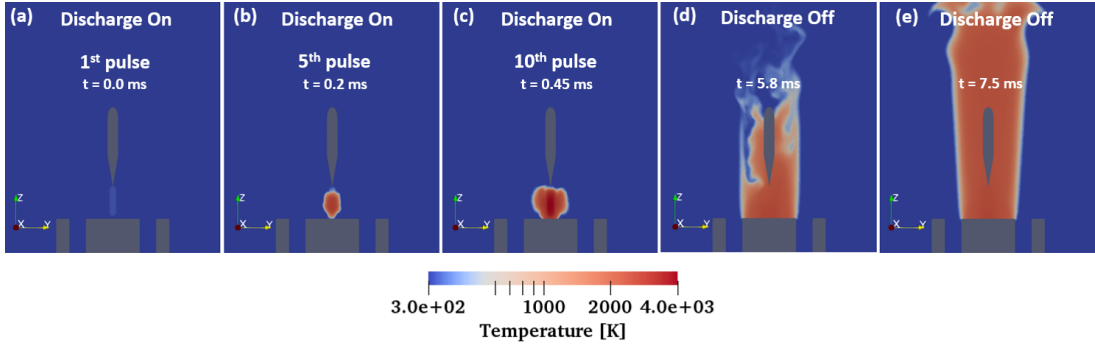 (a) Discharge On
1st pulse
t = 0.0 ms
Z
X Y
(b) Discharge On
5th pulse
t = 0.2 ms
Z
X Y
(c) Discharge On
10th pulse
t = 0.45 ms
Z
X Y
(d) Discharge Off
t = 5.8 ms
Z
X Y
(e) Discharge Off
t = 7.5 ms
Z
X Y
3.0e+02 1000 2000 4.0e+03
Temperature [K]